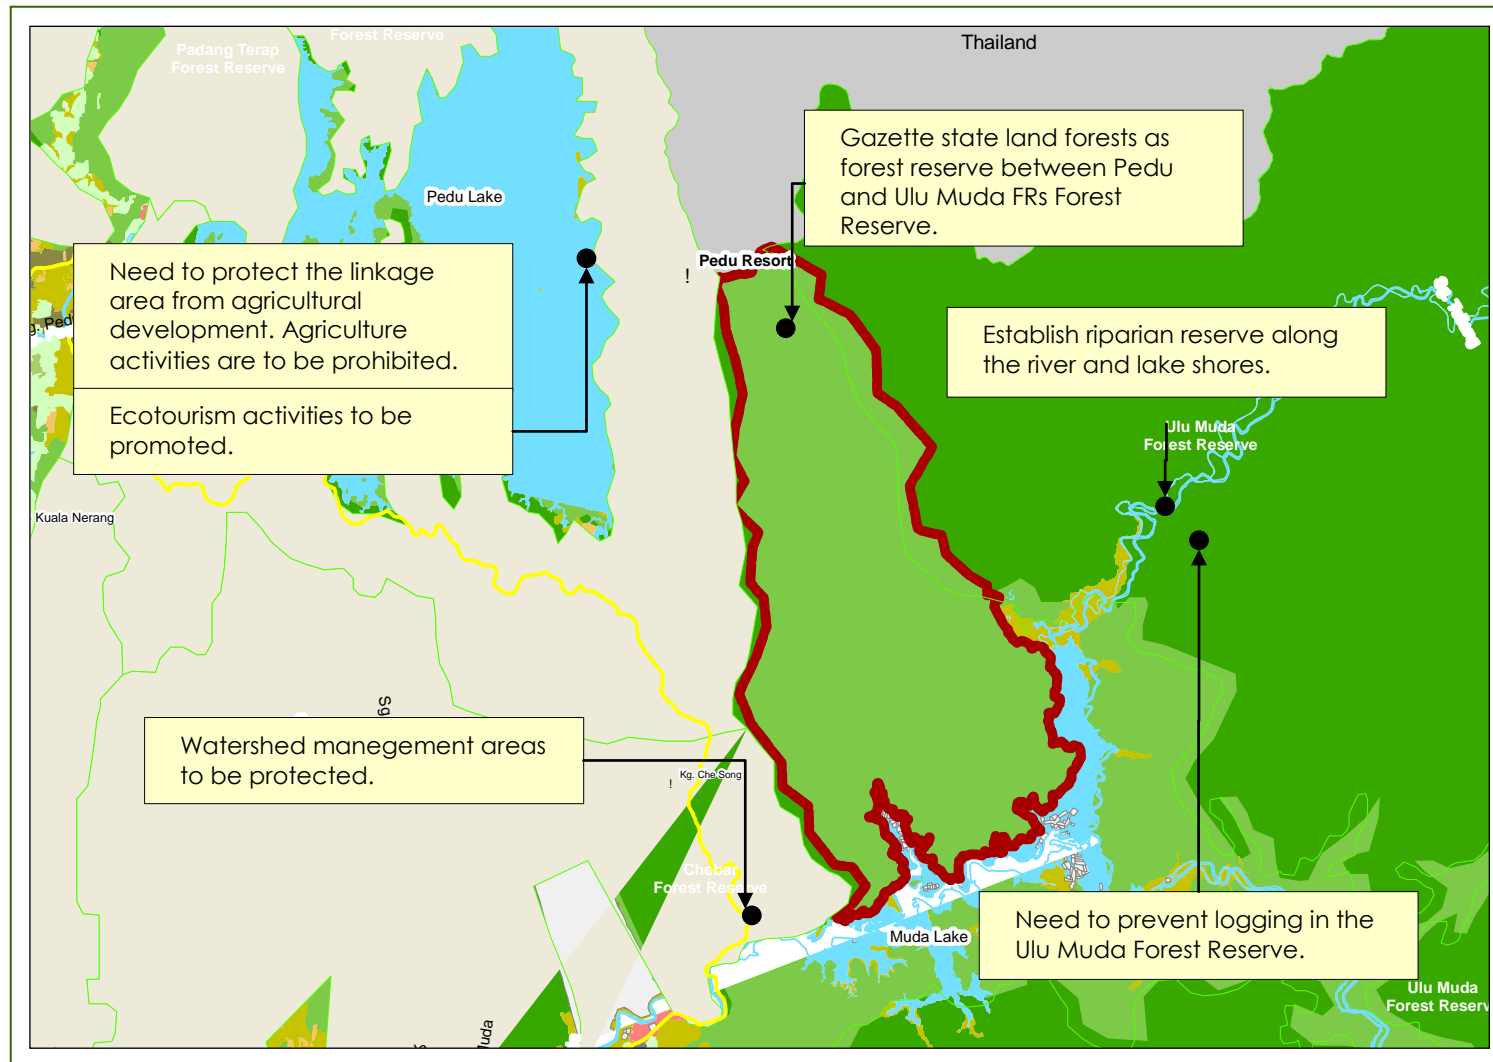 Forest Reserve
Padang Terap
Forest Reserve
Thailand
Gazette state land forests as
forest reserve between Pedu
and Ulu Muda FRs Forest
Reserve.
Pedu Lake
Need to protect the linkage
area from agricultural
development. Agriculture
activities are to be prohibited.
Ecotourism activities to be
promoted.
Pedu Resort
!
Establish riparian reserve along
the river and lake shores.
Ulu Muda
Forest Reserve
Kuala Nerang
Sg
Watershed manegement areas
to be protected.
Kg. Che Song
!
Chebar
Forest Reserve
Muda Lake
Need to prevent logging in the
Ulu Muda Forest Reserve.
Ulu Muda
Forest Reserv